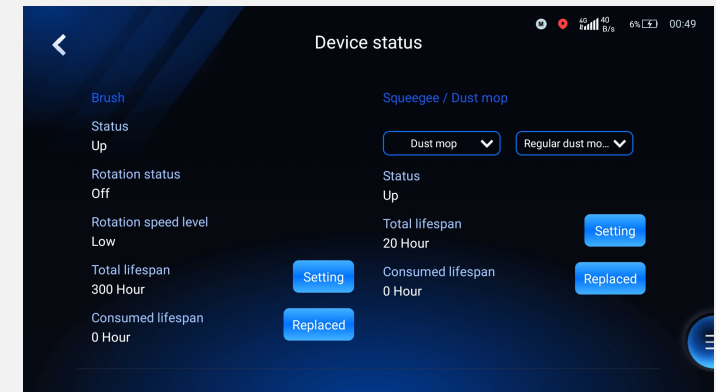 M
4G
40
B/s
6%
00:49
Device status
Brush
Status
Up
Rotation status
Off
Rotation speed level
Low
Total lifespan
300 Hour
Setting
Consumed lifespan
0 Hour
Replaced
Squeegee / Dust mop
Dust mop
Regular dust mo...
Status
Up
Total lifespan
20 Hour
Setting
Consumed lifespan
0 Hour
Replaced